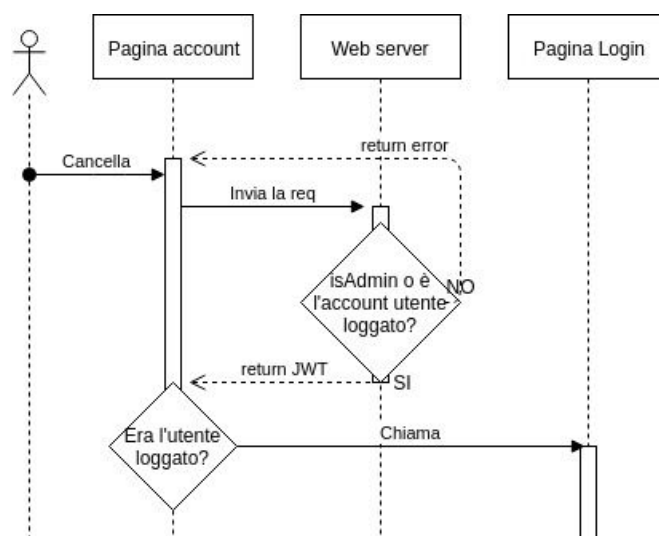 Pagina account
Web server
Pagina Login
return error
Cancella
Invia la req
isAdmin o è
l'account utente
loggato?
NO
return JWT
SI
Era l'utente
loggato?
Chiama